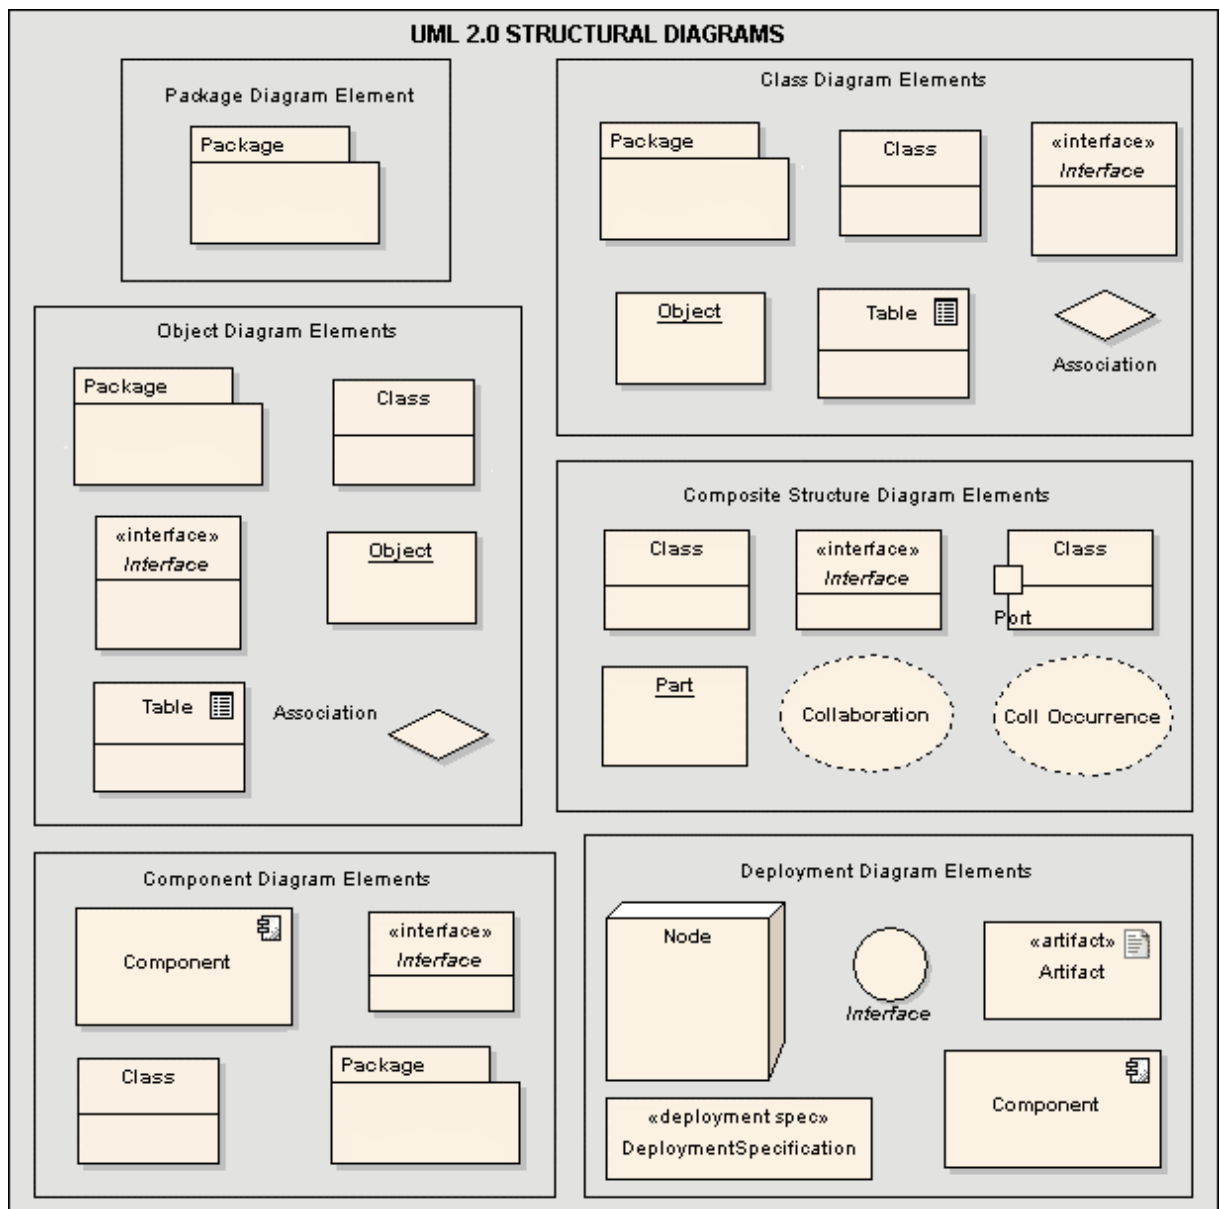 UML 2.0 STRUCTURAL DIAGRAMS
Package Diagram Element
Package
Class Diagram Elements
Package
Class
«interface»
Interface
Object
Table
Association
Object Diagram Elements
Package
Class
«interface»
Interface
Object
Table
Association
Composite Structure Diagram Elements
Class
«interface»
Interface
Class
Port
Part
Collaboration
Coll Occurrence
Component Diagram Elements
Component
«interface»
Interface
Class
Package
Deployment Diagram Elements
Node
Interface
«artifact»
Artifact
«deployment spec»
DeploymentSpecification
Component